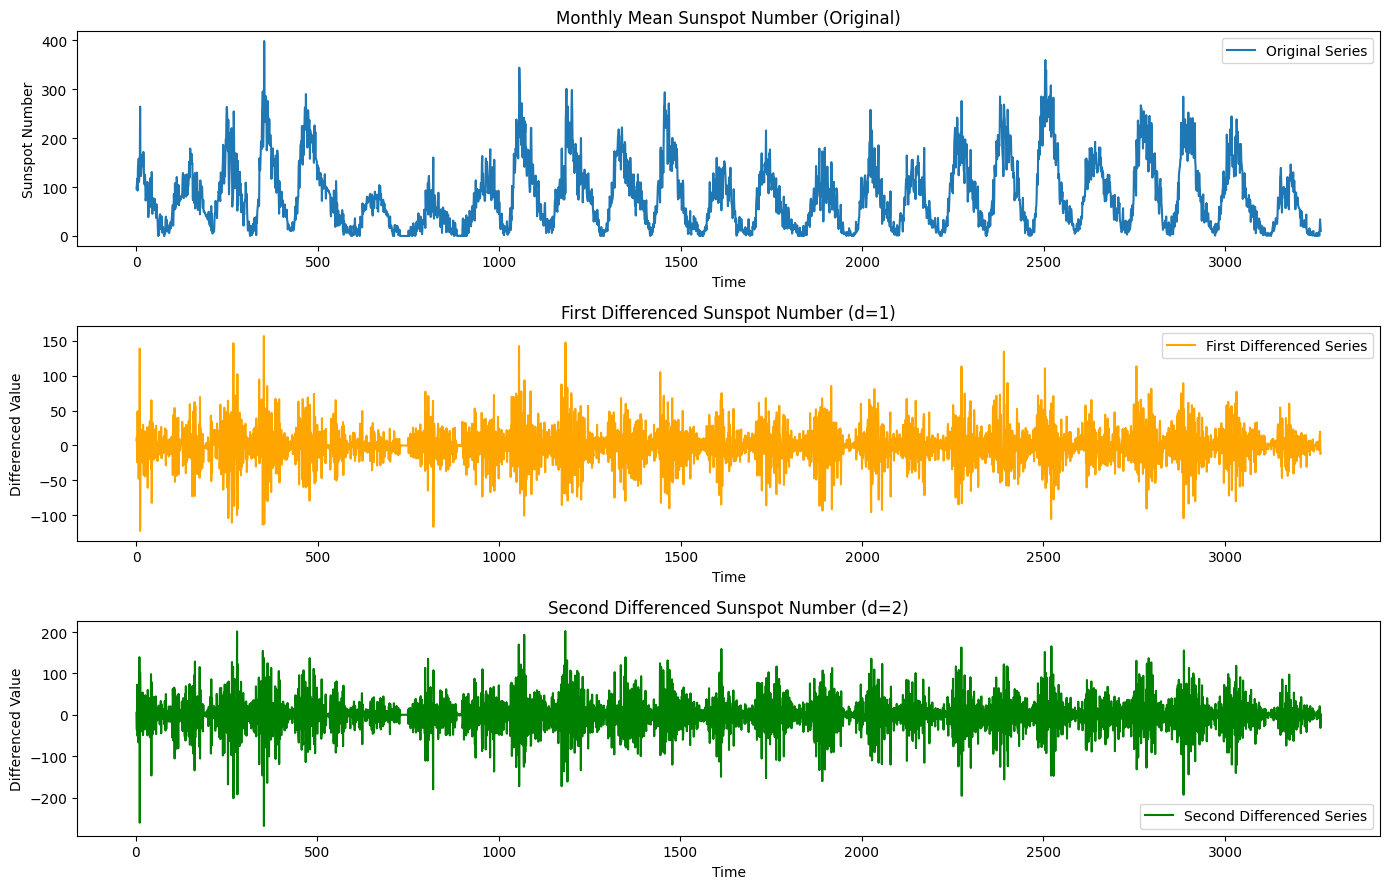 Monthly Mean Sunspot Number (Original)
400
300
200
100
0
Sunspot Number
Original Series
0 500 1000 1500 2000 2500 3000
Time
First Differenced Sunspot Number (d=1)
150
100
50
0
−50
−100
Differenced Value
First Differenced Series
0 500 1000 1500 2000 2500 3000
Time
Second Differenced Sunspot Number (d=2)
200
100
0
−100
−200
Differenced Value
Second Differenced Series
0 500 1000 1500 2000 2500 3000
Time